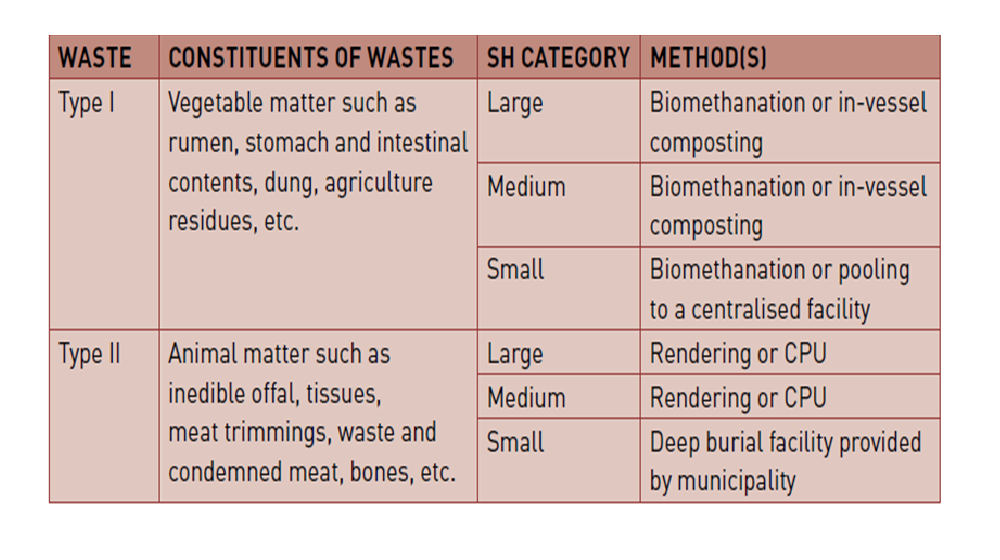 WASTE CONSTITUENTS OF WASTES SH CATEGORY METHOD(S)
Type I
Vegetable matter such as
rumen, stomach and intestinal
contents, dung, agriculture
residues, etc.
Large
Biomethanation or in-vessel
composting
Medium
Biomethanation or in-vessel
composting
Small
Biomethanation or pooling
to a centralised facility
Type II
Animal matter such as
inedible offal, tissues,
meat trimmings, waste and
condemned meat, bones, etc.
Large
Rendering or CPU
Medium
Rendering or CPU
Small
Deep burial facility provided
by municipality